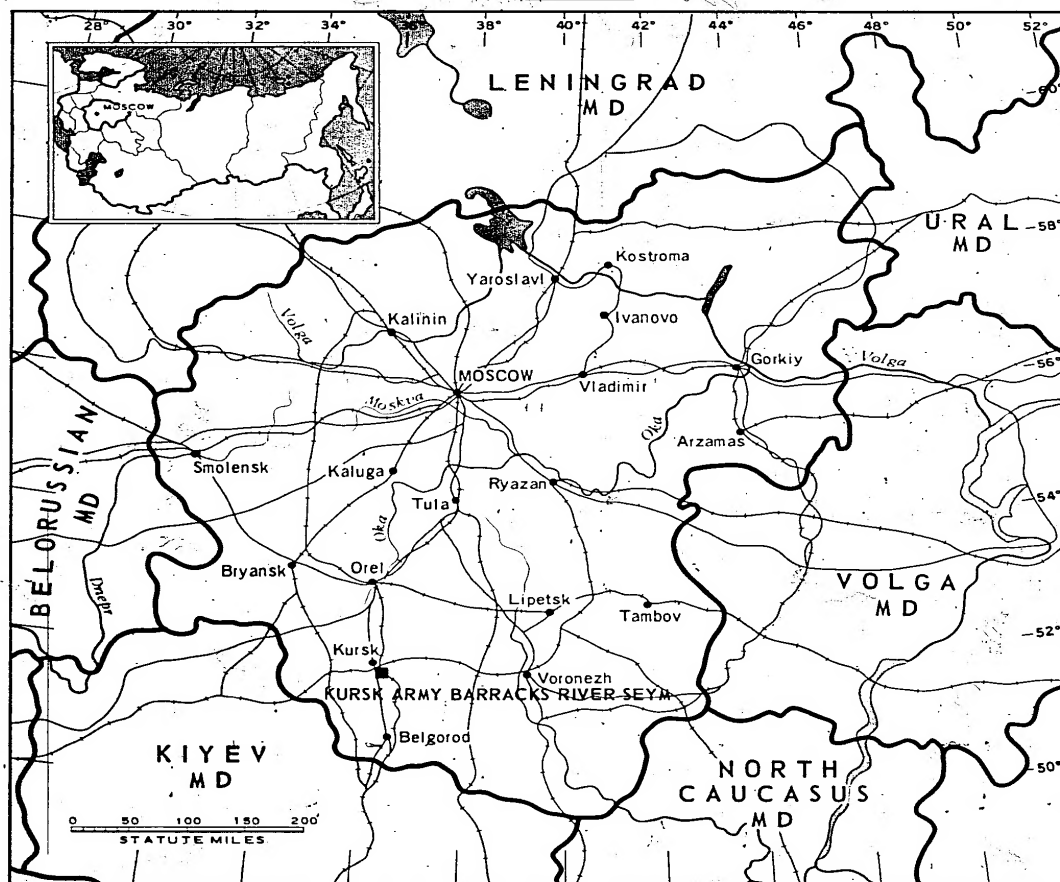 28° 30° 32° 34° 36° 38° 40° 42° 44° 46° 48° 50° 52°
MOSCOW
LENINGRAD
MD
60°
URAL
MD
58°
Kostroma
Yaroslavl
Ivanovo
Volga
Kalinin
Gorkiy
Volga
56°
MOSCOW
Vladimir
Moskva
Oka
Arzamas
BELORUSSIAN
MD
Smolensk
Kaluga
Ryazan
54°
Tula
Oka
Bryansk
Orel
Dnepr
VOLGA
MD
Lipetsk
Tambov
52°
Kursk
Voronezh
KURSK ARMY BARRACKS RIVER SEYM
Belgorod
KIYEV
MD
50°
NORTH
CAUCASUS
MD
0 50 100 150 200
STATUTE MILES